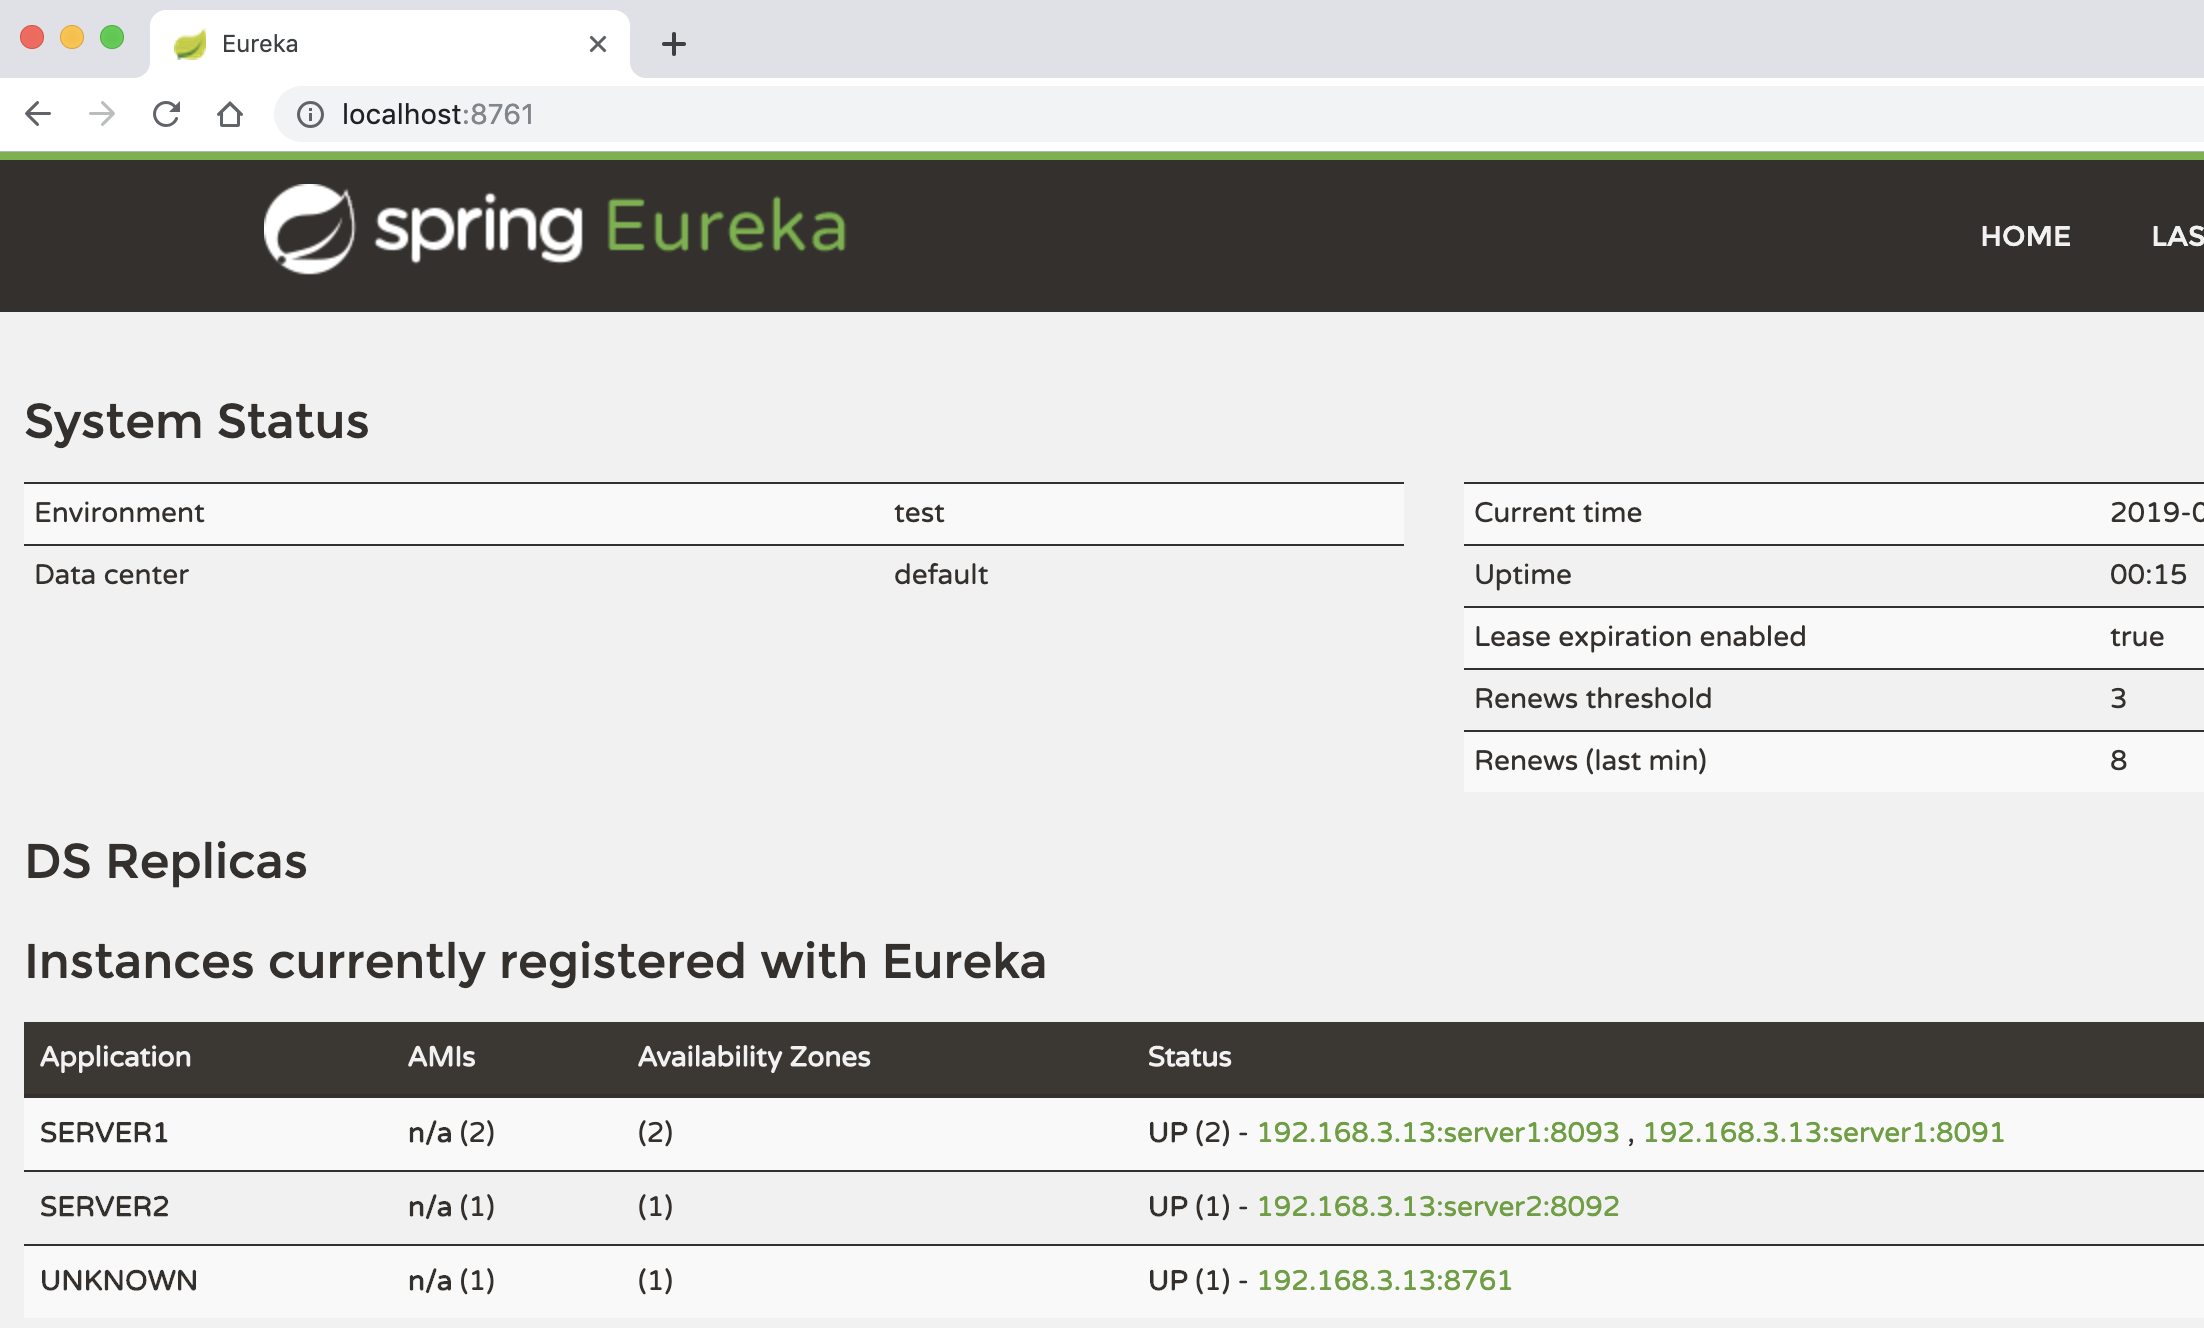 Eureka
localhost:8761
spring Eureka
HOME LAS
System Status
Environment test
Data center default
Current time 2019-0
Uptime 00:15
Lease expiration enabled true
Renews threshold 3
Renews (last min) 8
DS Replicas
Instances currently registered with Eureka
Application AMIs Availability Zones Status
SERVER1 n/a (2) (2) UP (2) - 192.168.3.13:server1:8093 , 192.168.3.13:server1:8091
SERVER2 n/a (1) (1) UP (1) - 192.168.3.13:server2:8092
UNKNOWN n/a (1) (1) UP (1) - 192.168.3.13:8761